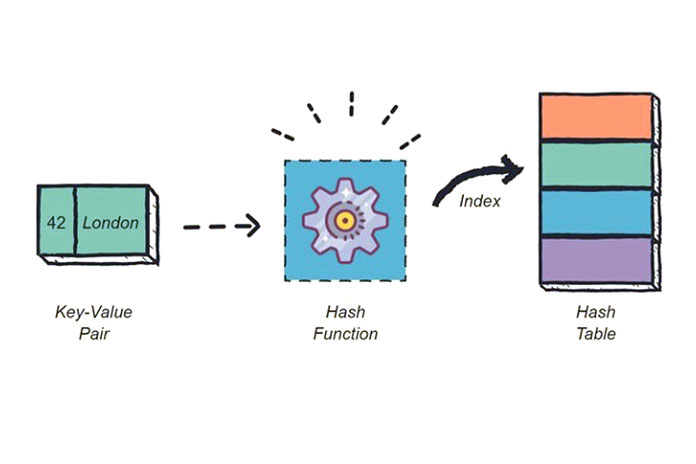 42 London
Index
Key-Value
Pair
Hash
Function
Hash
Table